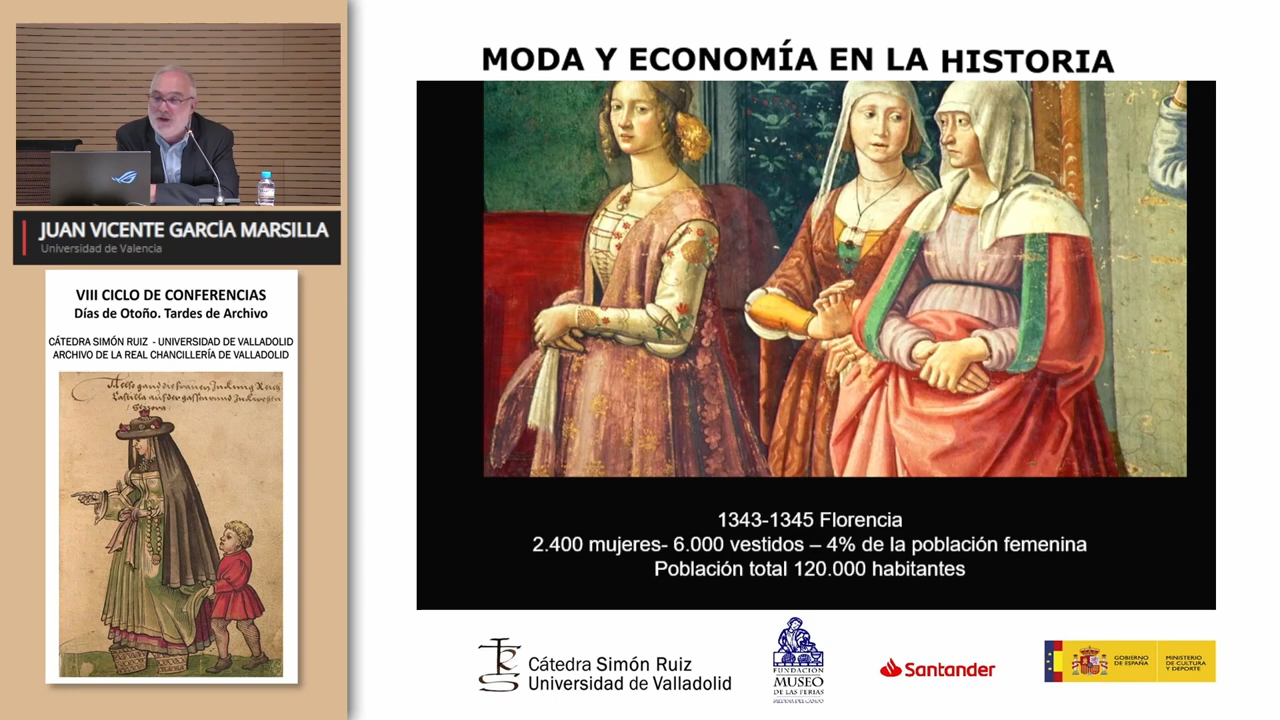 JUAN VICENTE GARCÍA MARSILLA
Universidad de Valencia
VIII CICLO DE CONFERENCIAS
Días de Otoño. Tardes de Archivo
CÁTEDRA SIMÓN RUIZ - UNIVERSIDAD DE VALLADOLID
ARCHIVO DE LA REAL CHANCILLERÍA DE VALLADOLID
MODA Y ECONOMÍA EN LA HISTORIA
1343-1345 Florencia
2.400 mujeres- 6.000 vestidos – 4% de la población femenina
Población total 120.000 habitantes
Cátedra Simón Ruiz
Universidad de Valladolid
FUNDACIÓN
MUSEO
DE LAS FERIAS
Santander
GOBIERNO
DE ESPAÑA
MINISTERIO
DE CULTURA
Y DEPORTE